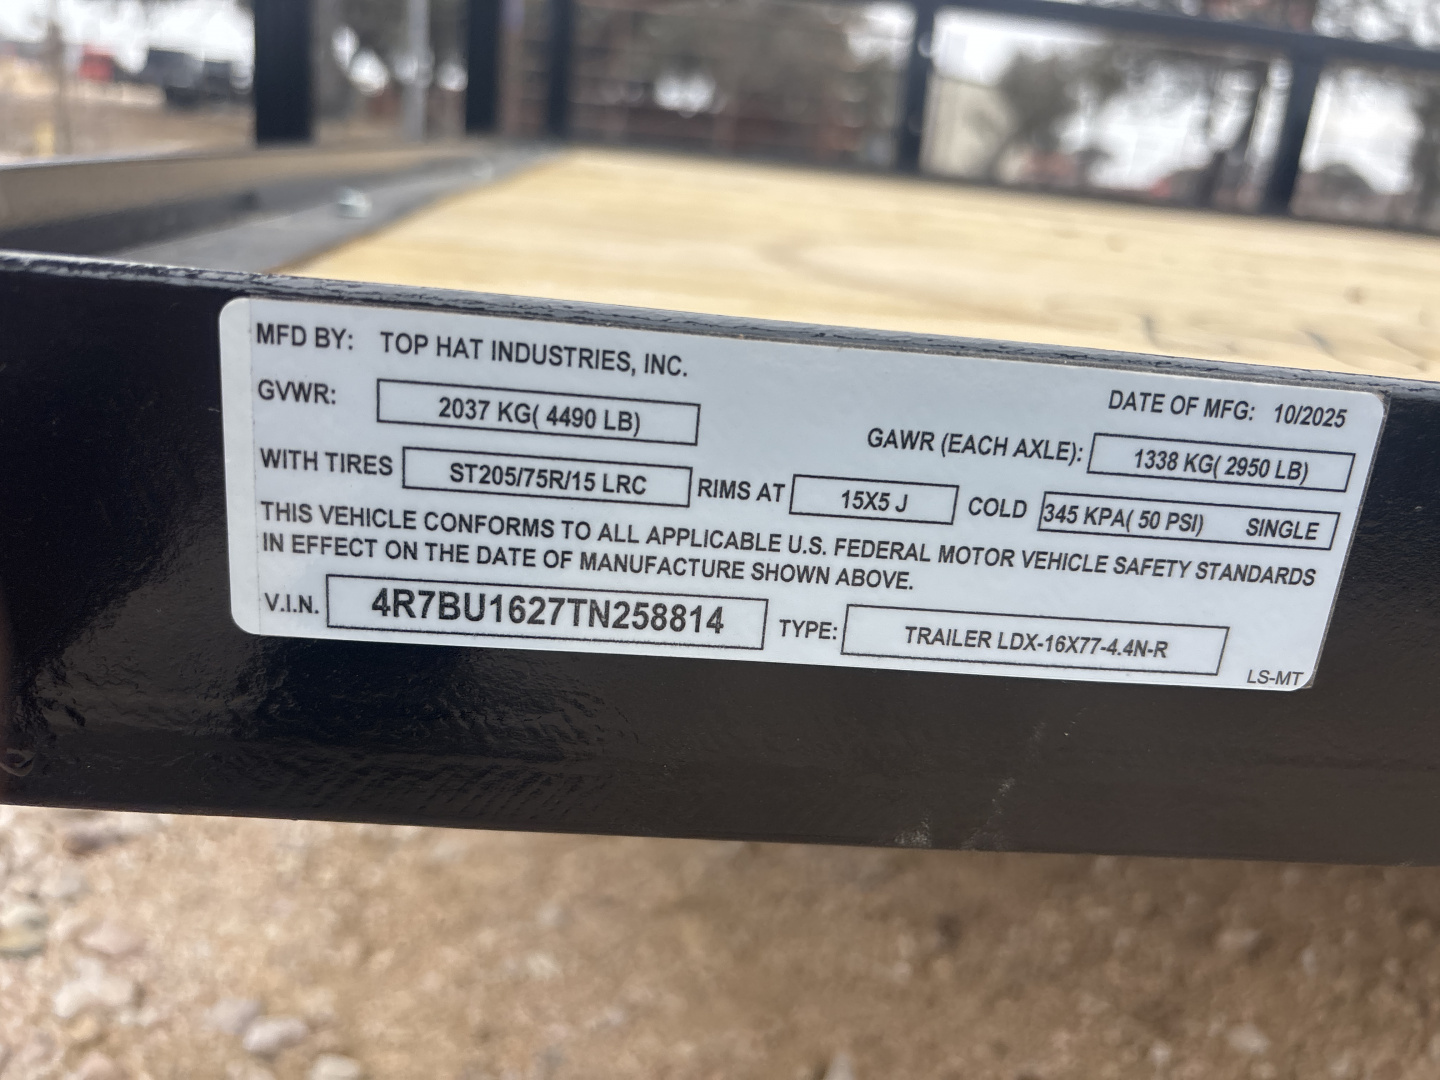 MFD BY: TOP HAT INDUSTRIES, INC.
DATE OF MFG: 10/2025
GVWR: 2037 KG( 4490 LB)
GAWR (EACH AXLE): 1338 KG( 2950 LB)
WITH TIRES ST205/75R/15 LRC RIMS AT 15X5 J COLD 345 KPA( 50 PSI) SINGLE
THIS VEHICLE CONFORMS TO ALL APPLICABLE U.S. FEDERAL MOTOR VEHICLE SAFETY STANDARDS
IN EFFECT ON THE DATE OF MANUFACTURE SHOWN ABOVE.
V.I.N. 4R7BU1627TN258814 TYPE: TRAILER LDX-16X77-4.4N-R
LS-MT